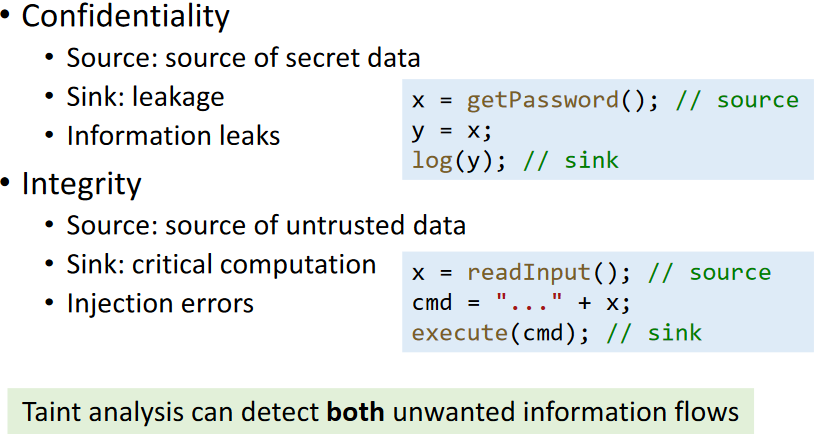 • Confidentiality
• Source: source of secret data
• Sink: leakage
• Information leaks
x = getPassword(); // source
y = x;
log(y); // sink
• Integrity
• Source: source of untrusted data
• Sink: critical computation
• Injection errors
x = readInput(); // source
cmd = "..." + x;
execute(cmd); // sink
Taint analysis can detect both unwanted information flows